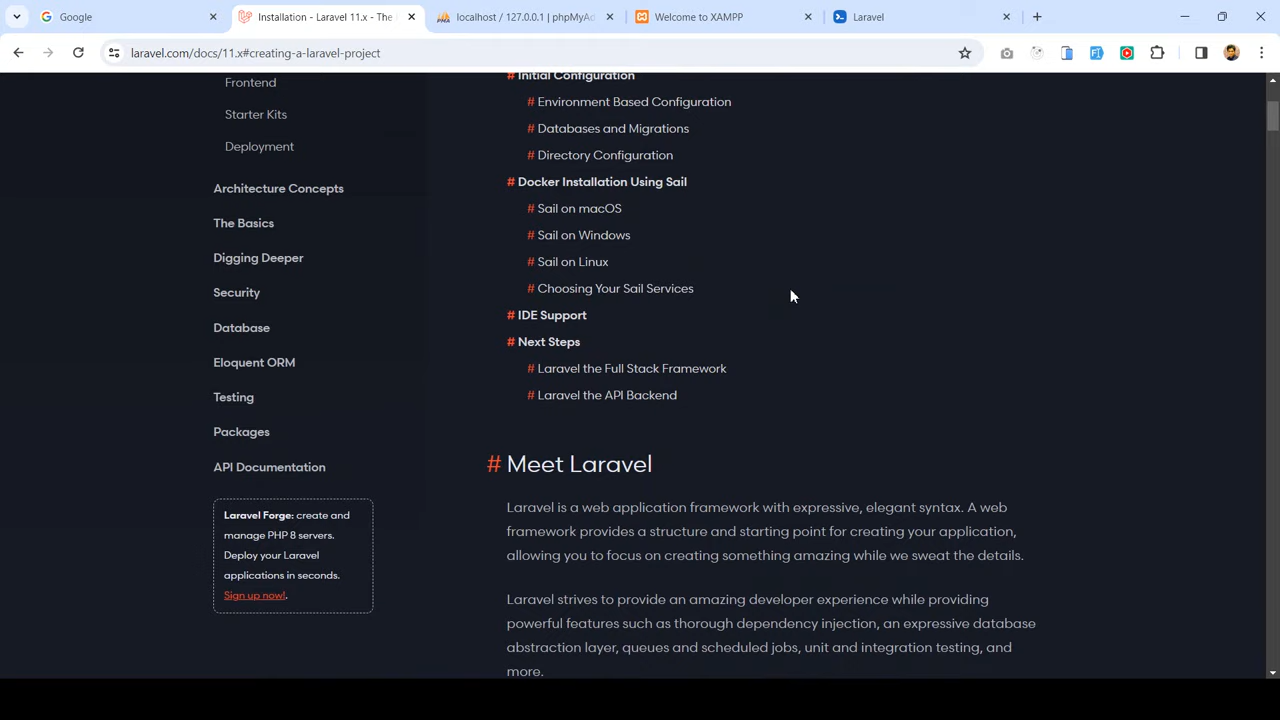 Google
Installation - Laravel 11.x - The
localhost / 127.0.0.1 | phpMyAd
Welcome to XAMPP
Laravel
laravel.com/docs/11.x#creating-a-laravel-project
Frontend
Starter Kits
Deployment
Architecture Concepts
The Basics
Digging Deeper
Security
Database
Eloquent ORM
Testing
Packages
API Documentation
Laravel Forge: create and
manage PHP 8 servers.
Deploy your Laravel
applications in seconds.
Sign up now!.
# Initial Configuration
# Environment Based Configuration
# Databases and Migrations
# Directory Configuration
# Docker Installation Using Sail
# Sail on macOS
# Sail on Windows
# Sail on Linux
# Choosing Your Sail Services
# IDE Support
# Next Steps
# Laravel the Full Stack Framework
# Laravel the API Backend
# Meet Laravel
Laravel is a web application framework with expressive, elegant syntax. A web
framework provides a structure and starting point for creating your application,
allowing you to focus on creating something amazing while we sweat the details.
Laravel strives to provide an amazing developer experience while providing
powerful features such as thorough dependency injection, an expressive database
abstraction layer, queues and scheduled jobs, unit and integration testing, and
more.